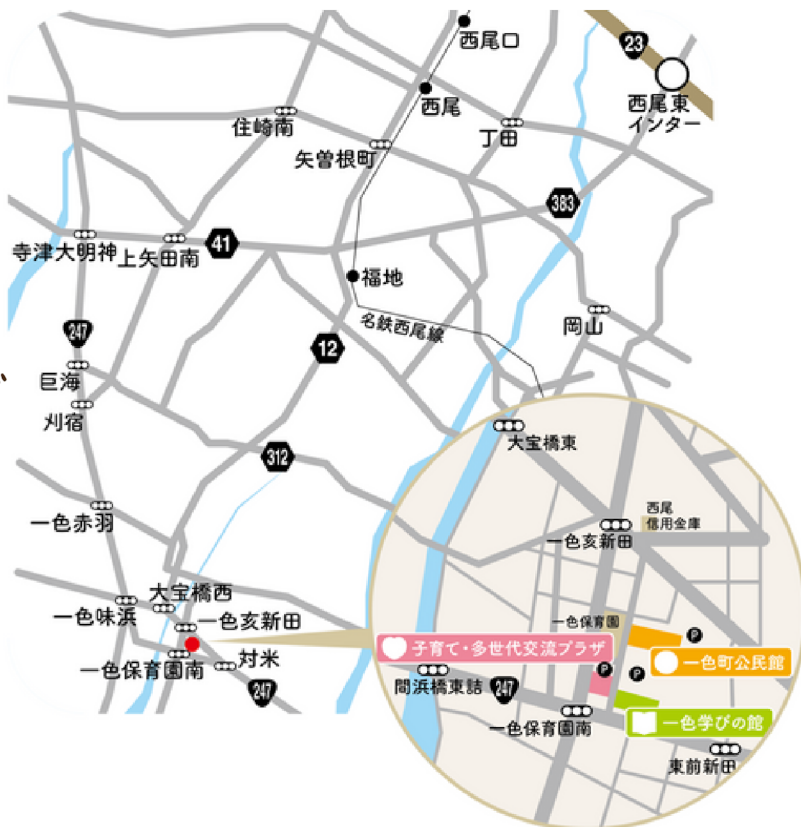 西尾口
23
西尾
西尾東
インター
住崎南
丁田
矢曽根町
383
寺津大明神
上矢田南
41
福地
247
名鉄西尾線
岡山
12
巨海
刈宿
大宝橋東
312
一色赤羽
西尾
信用金庫
一色亥新田
大宝橋西
一色味浜
一色亥新田
一色保育園
P
子育て・多世代交流プラザ
一色町公民館
対米
一色保育園南
P
P
間浜橋東詰
247
247
一色学びの館
一色保育園南
東前新田